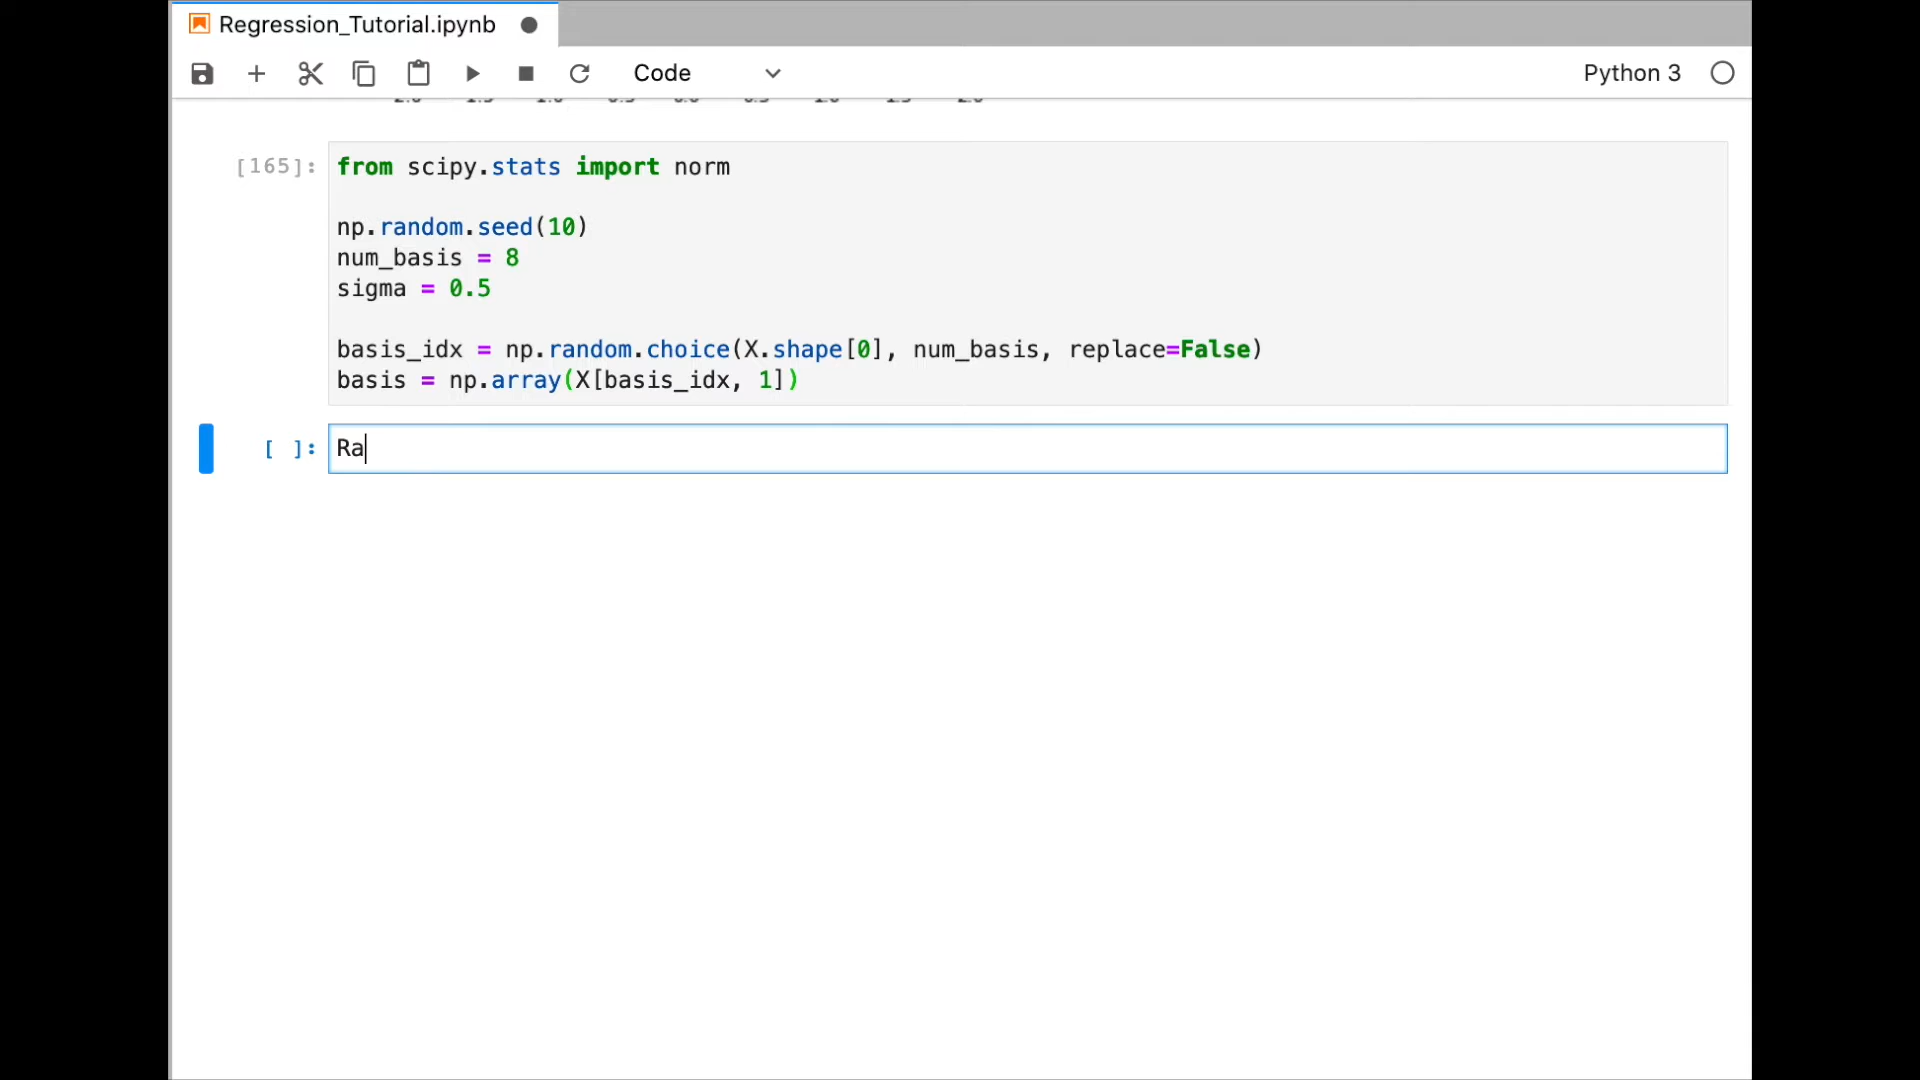 Regression_Tutorial.ipynb
Code
Python 3
[165]:
from scipy.stats import norm
np.random.seed(10)
num_basis = 8
sigma = 0.5
basis_idx = np.random.choice(X.shape[0], num_basis, replace=False)
basis = np.array(X[basis_idx, 1])
[ ]:
Ra